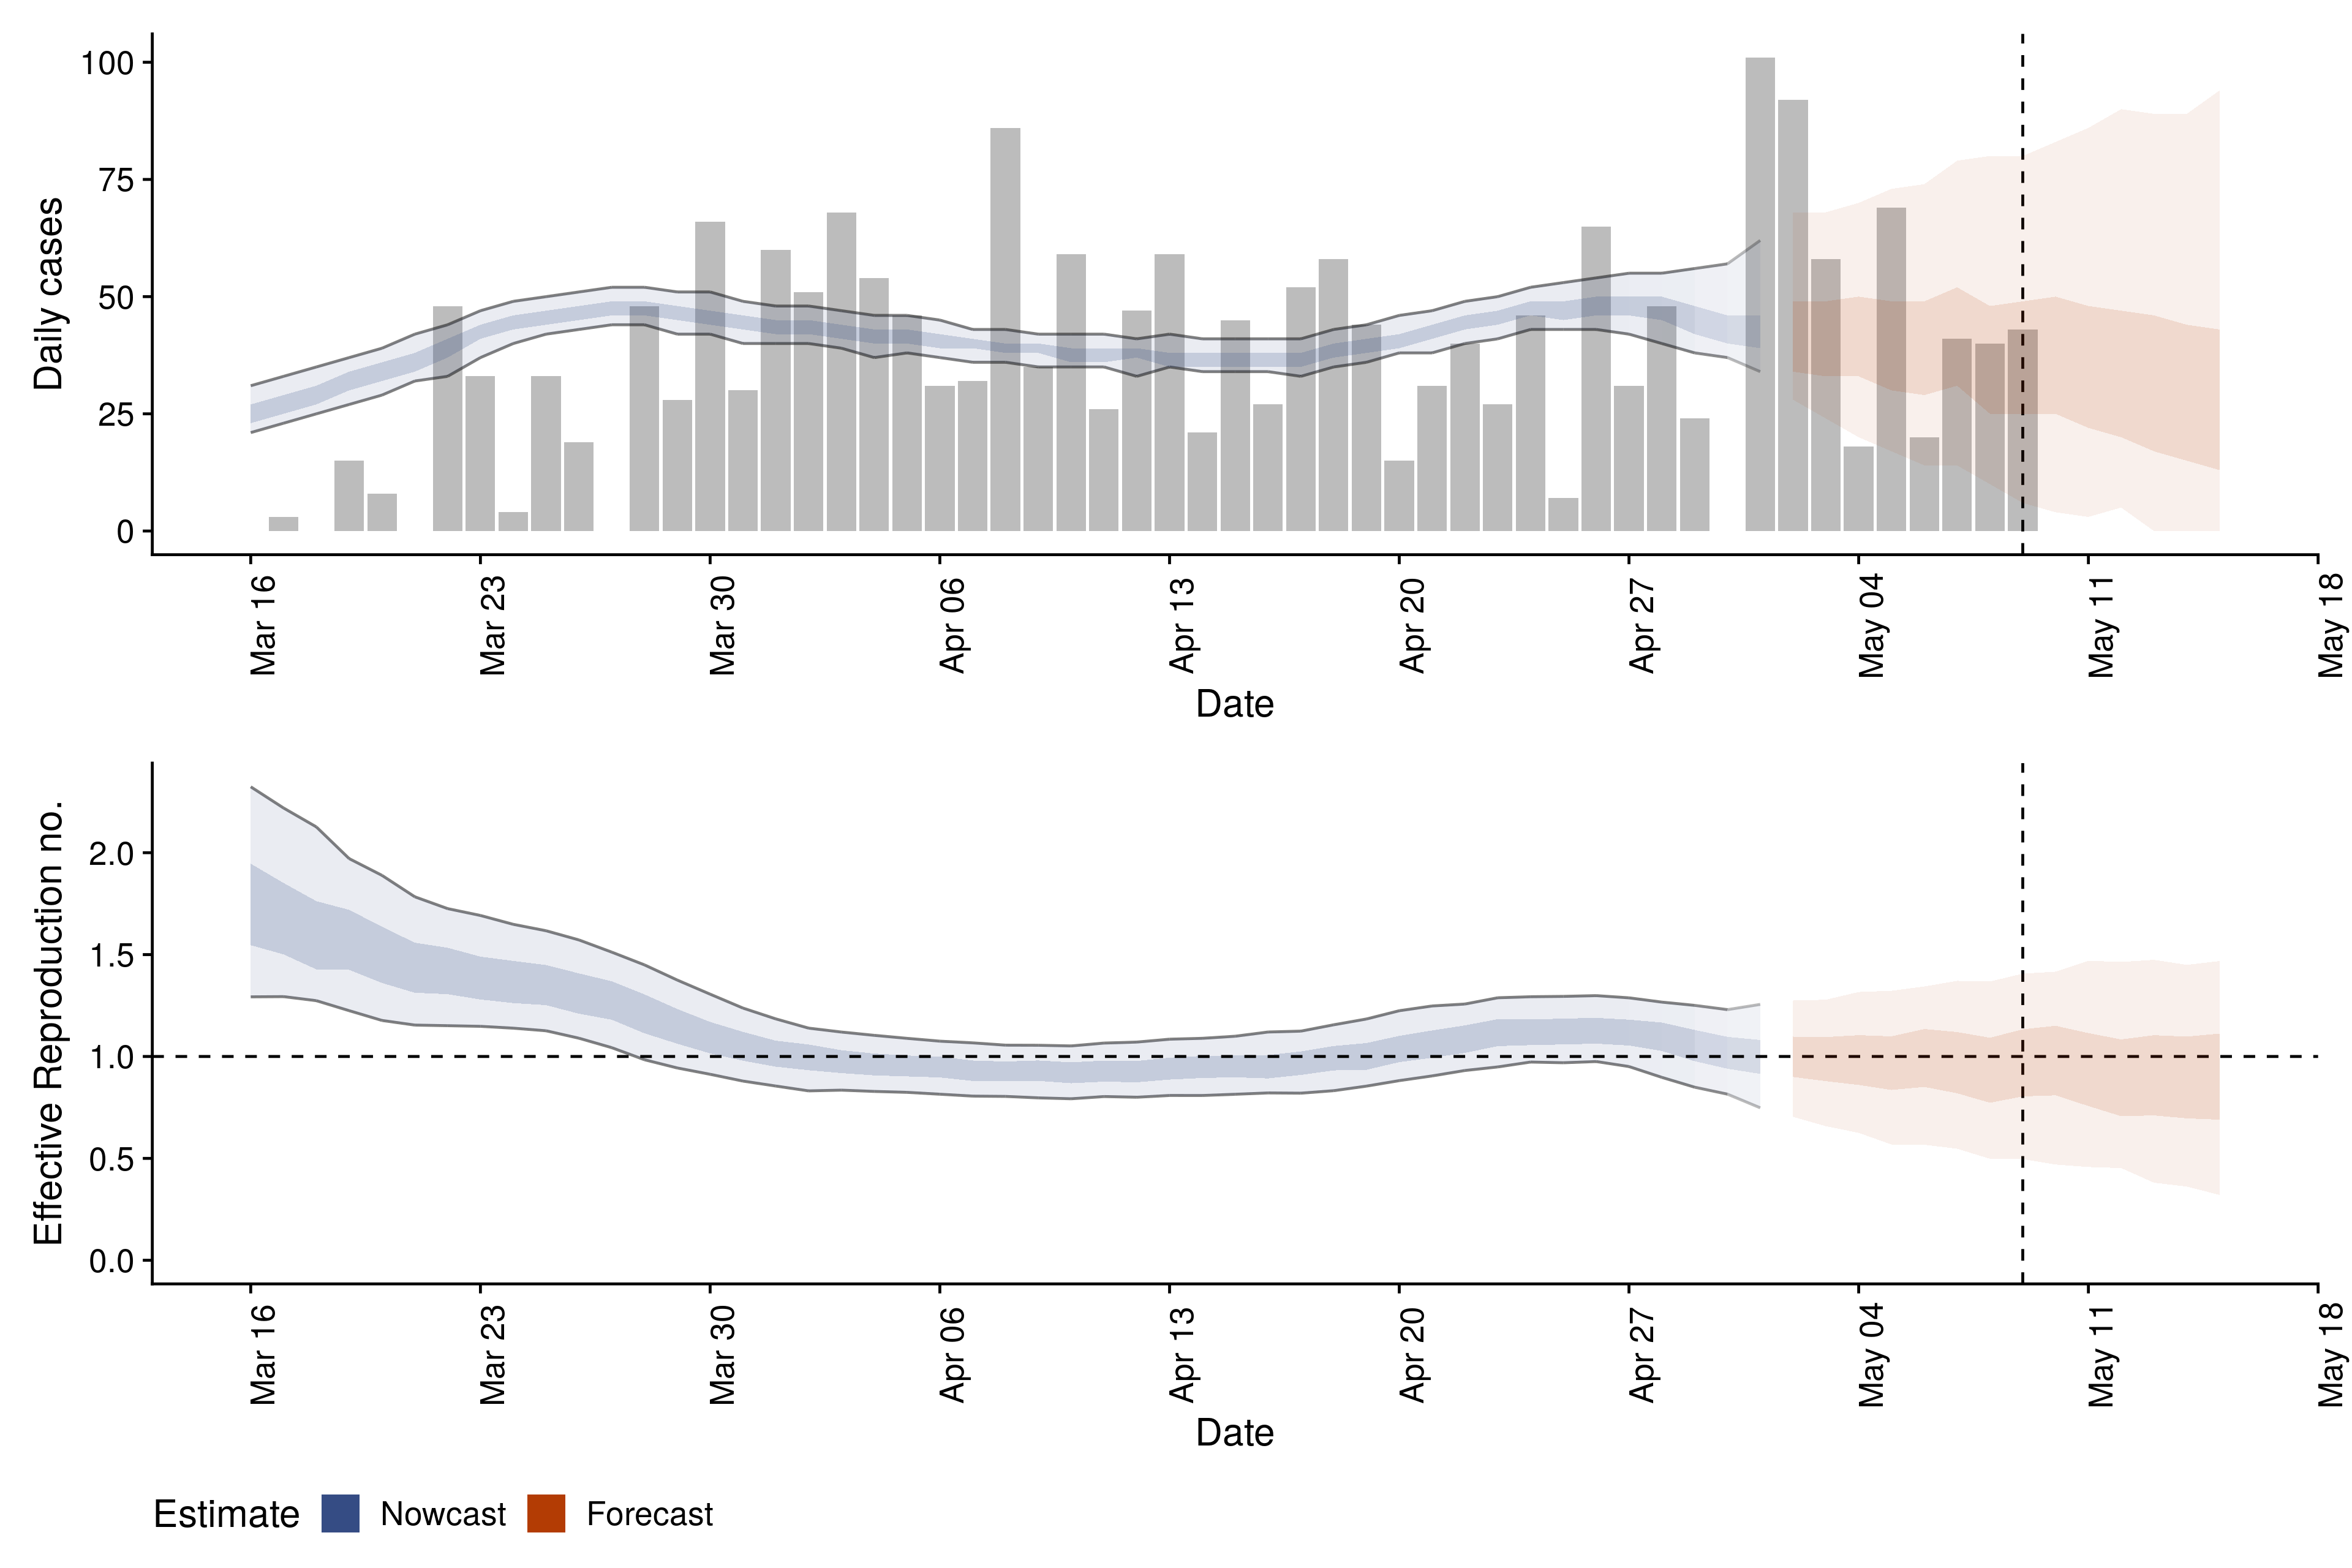 Daily cases
100
75
50
25
0
Mar 16
Mar 23
Mar 30
Apr 06
Apr 13
Apr 20
Apr 27
May 04
May 11
May 18
Date
Effective Reproduction no.
2.0
1.5
1.0
0.5
0.0
Mar 16
Mar 23
Mar 30
Apr 06
Apr 13
Apr 20
Apr 27
May 04
May 11
May 18
Date
Estimate Nowcast Forecast